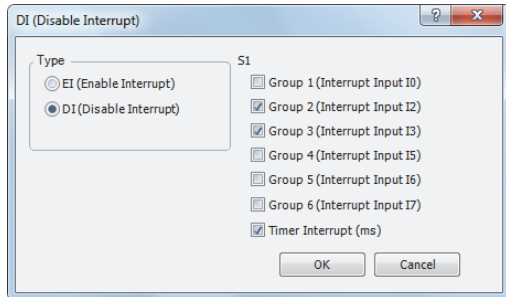 DI (Disable Interrupt)
?
Type
EI (Enable Interrupt)
DI(Disable Interrupt)
S1
Group 1 (Interrupt Input I0)
Group 2 (Interrupt Input I2)
Group 3 (Interrupt Input I3)
Group 4 (Interrupt Input I5)
Group 5 (Interrupt Input I6)
Group 6 (Interrupt Input I7)
Timer Interrupt (ms)
OK Cancel